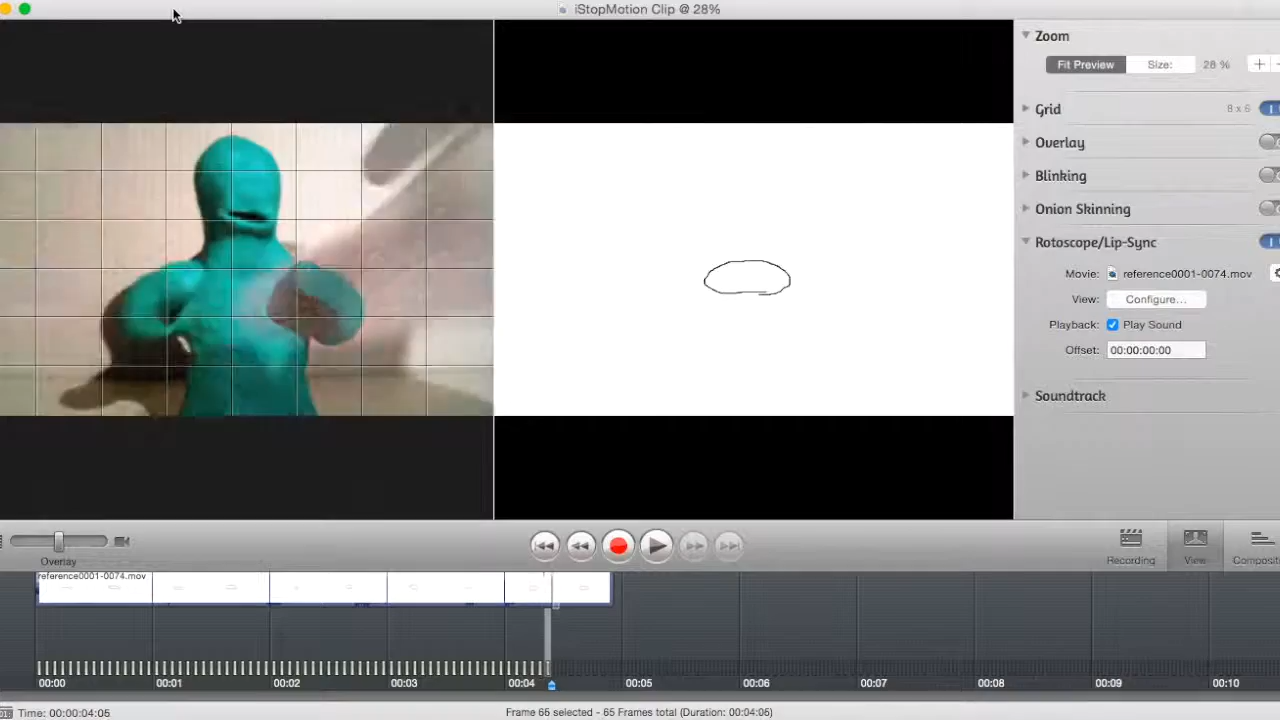 iStopMotion Clip @ 28%
Zoom
Fit Preview Size: 28 % +
Grid 8 x 6
Overlay
Blinking
Onion Skinning
Rotoscope/Lip-Sync
Movie: reference0001-0074.mov
View: Configure...
Playback: Play Sound
Offset: 00:00:00:00
Soundtrack
Overlay
Recording View Composit
reference0001-0074.mov
00:00 00:01 00:02 00:03 00:04 00:05 00:06 00:07 00:08 00:09 00:10
Time: 00:00:04:05 Frame 65 selected - 65 Frames total (Duration: 00:04:06)